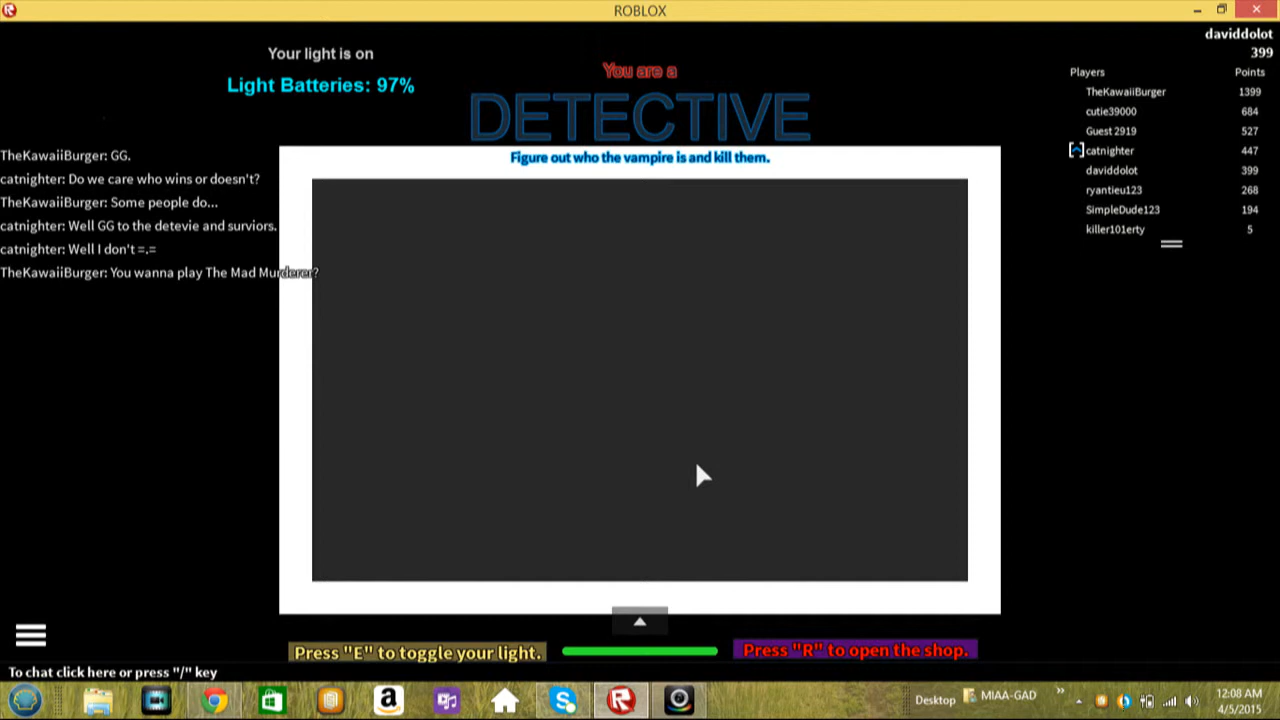 ROBLOX
daviddolot
399
Your light is on
Light Batteries: 97%
You are a
DETECTIVE
Figure out who the vampire is and kill them.
Players Points
TheKawaiiBurger 1399
cutie39000 684
Guest 2919 527
catnighter 447
daviddolot 399
ryantieu123 268
SimpleDude123 194
killer101erty 5
TheKawaiiBurger: GG.
catnighter: Do we care who wins or doesn't?
TheKawaiiBurger: Some people do...
catnighter: Well GG to the detevie and surviors.
catnighter: Well I don't =.=
TheKawaiiBurger: You wanna play The Mad Murderer?
Press "E" to toggle your light.
Press "R" to open the shop.
To chat click here or press "/" key
Desktop
MIAA-GAD
12:08 AM
4/5/2015